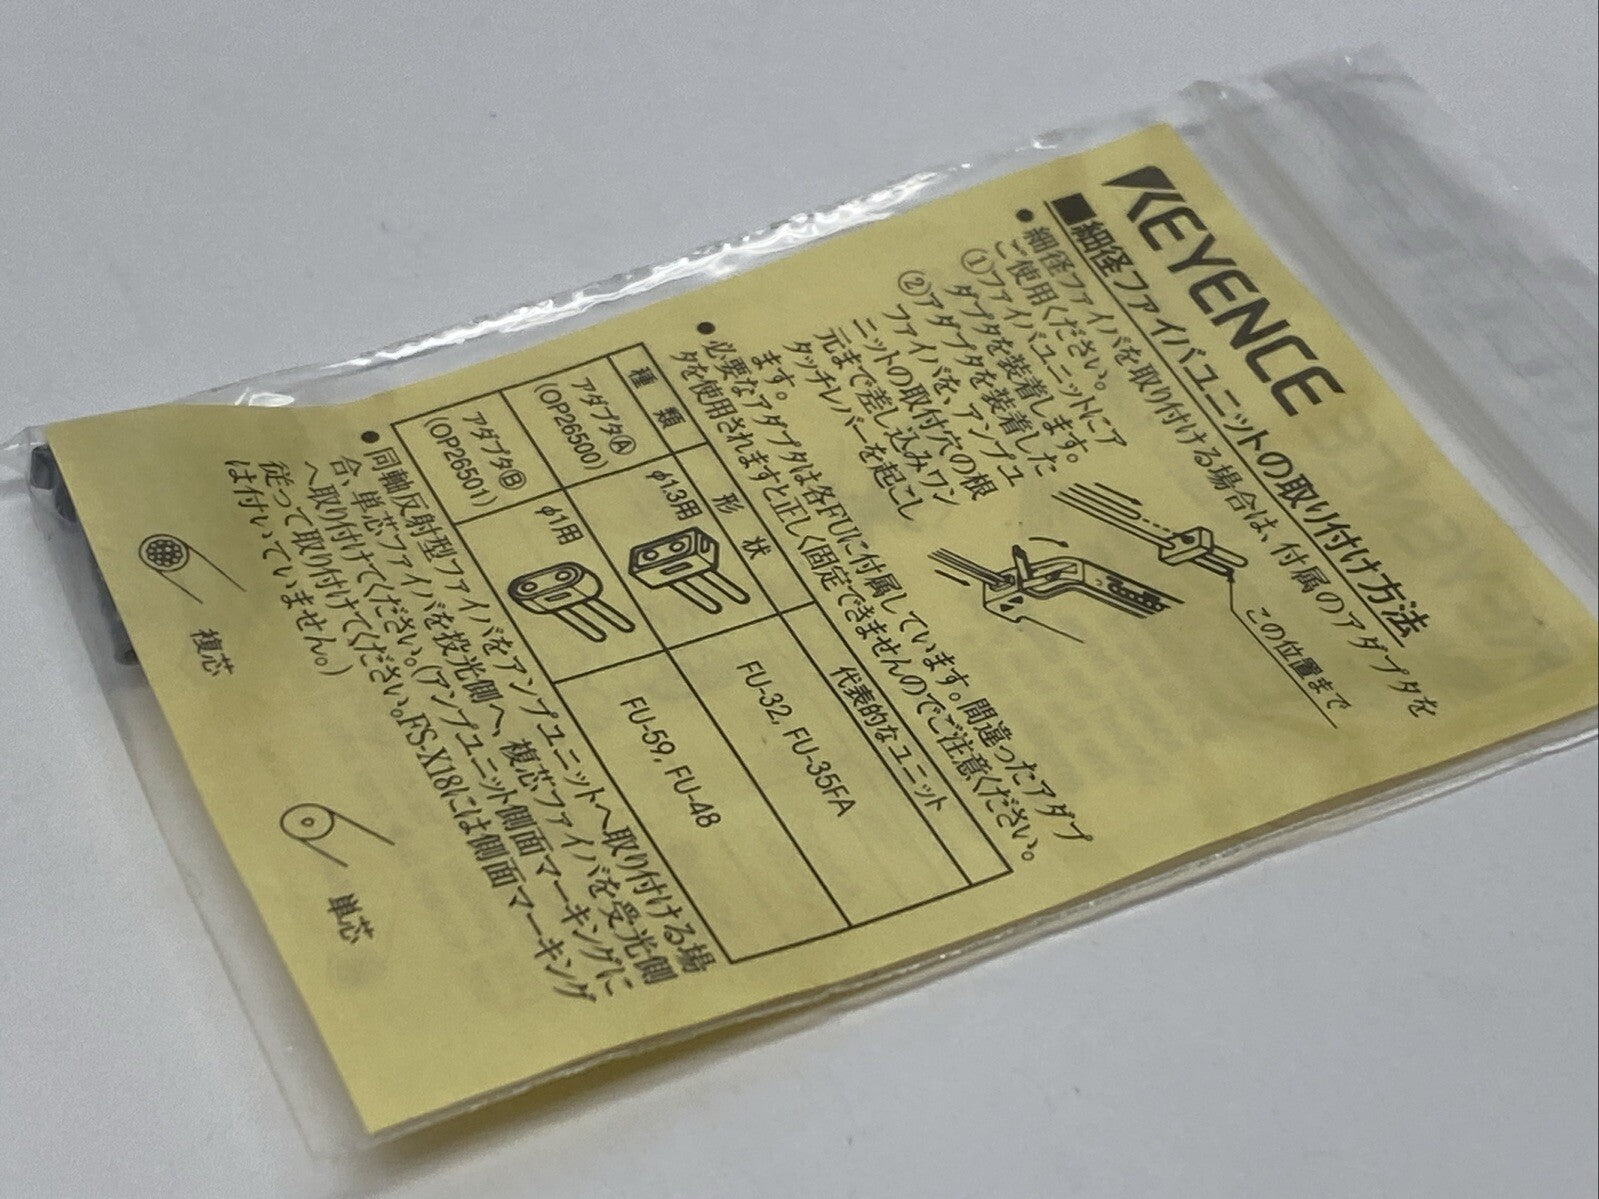 KEYENCE
■細径ファイバユニットの取り付け方法
● 細径ファイバを取り付ける場合は、付属のアダプタを
ご使用ください。
①ファイバユニットにア
ダプタを装着します。
②アダプタを装着した
ファイバを、アンプユ
ニットの取付穴の根
元まで差し込みワン
タッチレバーを起こし
ます。
この位置まで
● 必要なアダプタは各FUに付属しています。間違ったアダプ
タを使用されますと正しく固定できませんのでご注意ください。
種 類 形 状 代表的なユニット
アダプタⒶ
(OP26500) φ1.3用 FU-32, FU-35FA
アダプタⒷ
(OP26501) φ1用 FU-59, FU-48
● 同軸反射型ファイバをアンプユニットへ取り付ける場
合、単芯ファイバを投光側へ、複芯ファイバを受光側
へ取り付けてください。(アンプユニット側面マーキングに
従って取り付けてください。FS-X18には側面マーキング
は付いていません。)
複芯 単芯